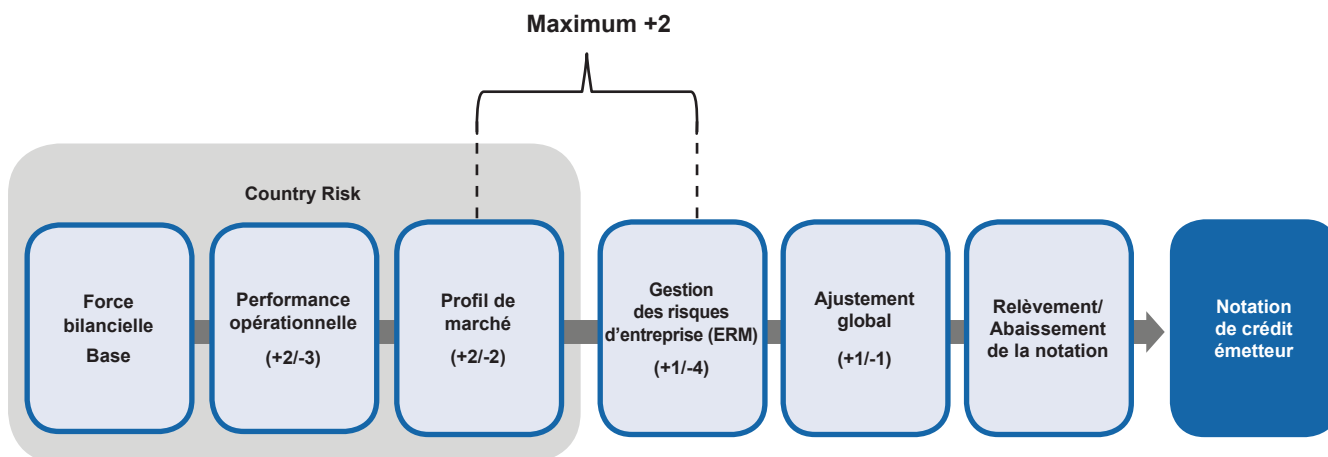 Maximum +2
Country Risk
Force
bilancielle
Base
Performance
opérationnelle
(+2/-3)
Profil de
marché
(+2/-2)
Gestion
des risques
d'entreprise (ERM)
(+1/-4)
Ajustement
global
(+1/-1)
Relèvement/
Abaissement
de la notation
Notation
de crédit
émetteur